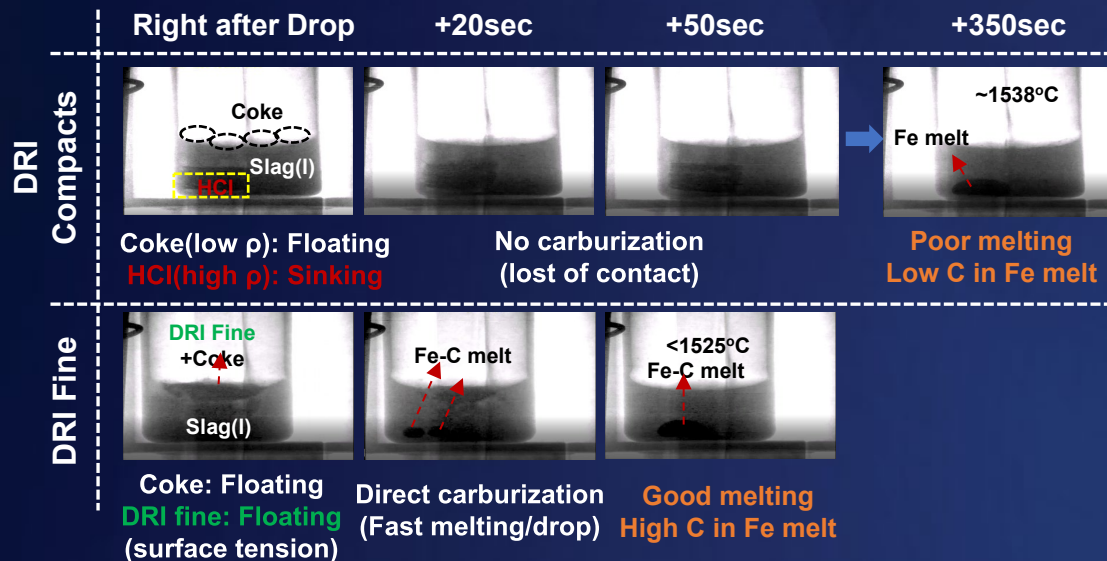 Right after Drop
+20sec
+50sec
+350sec
DRI
Compacts
Coke
Slag(l)
HCI
~1538°C
Fe melt
Coke(low ρ): Floating
HCI(high ρ): Sinking
No carburization
(lost of contact)
Poor melting
Low C in Fe melt
DRI Fine
DRI Fine
+Coke
Slag(l)
Fe-C melt
<1525°C
Fe-C melt
Coke: Floating
DRI fine: Floating
(surface tension)
Direct carburization
(Fast melting/drop)
Good melting
High C in Fe melt